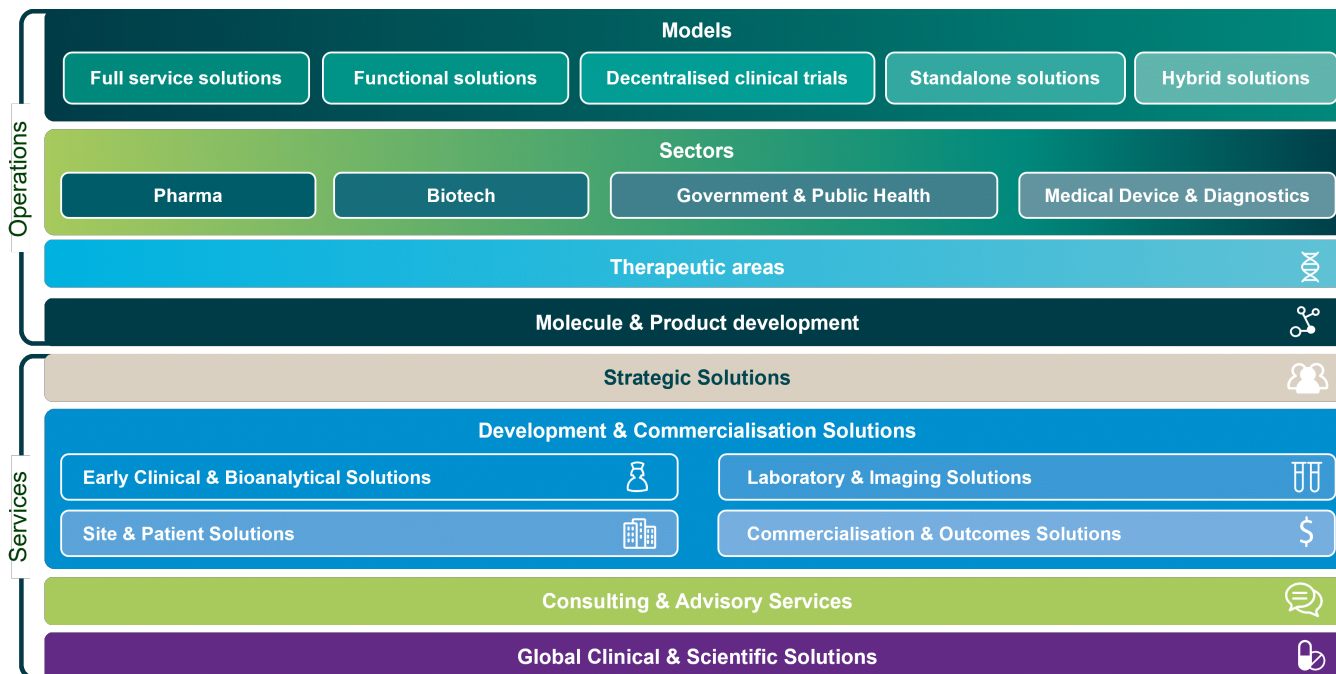 Operations
Models
Full service solutions
Functional solutions
Decentralised clinical trials
Standalone solutions
Hybrid solutions
Sectors
Pharma
Biotech
Government & Public Health
Medical Device & Diagnostics
Therapeutic areas
Molecule & Product development
Services
Strategic Solutions
Development & Commercialisation Solutions
Early Clinical & Bioanalytical Solutions
Laboratory & Imaging Solutions
Site & Patient Solutions
Commercialisation & Outcomes Solutions
$
Consulting & Advisory Services
Global Clinical & Scientific Solutions